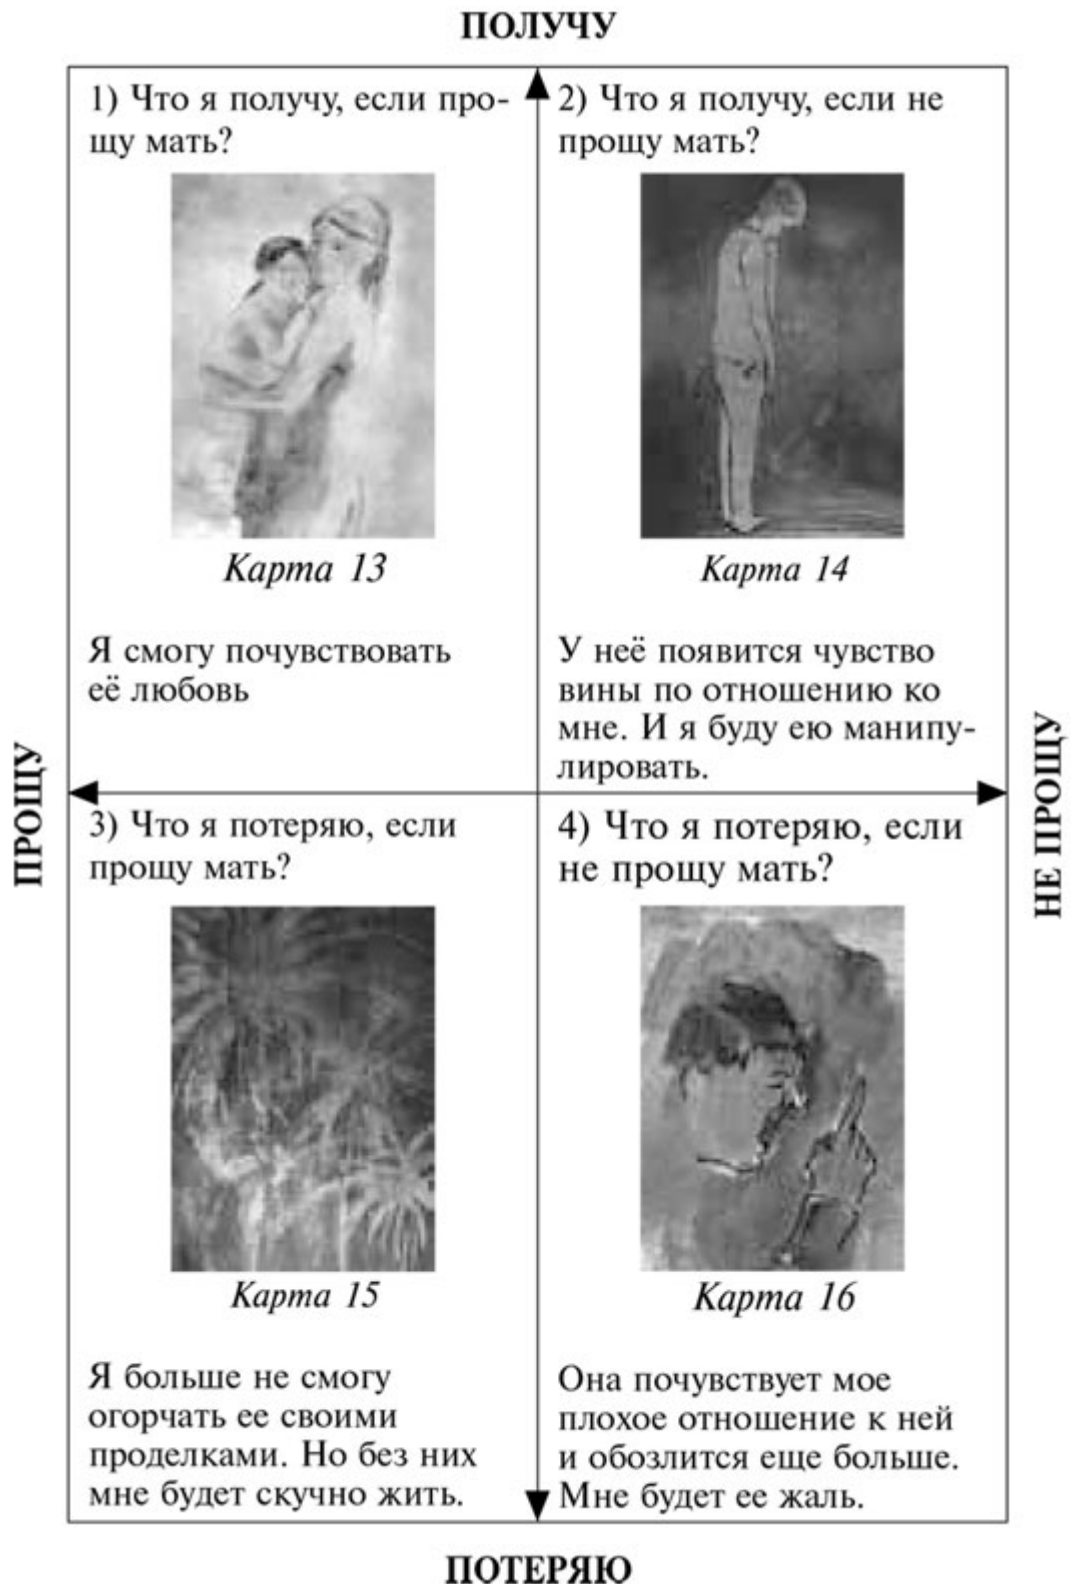 ПОЛУЧУ
1) Что я получу, если про-
щу мать?
Карта 13
Я смогу почувствовать
её любовь
2) Что я получу, если не
прощу мать?
Карта 14
У неё появится чувство
вины по отношению ко
мне. И я буду ею манипу-
лировать.
ПРОЩУ
НЕ ПРОЩУ
3) Что я потеряю, если
прощу мать?
Карта 15
Я больше не смогу
огорчать ее своими
проделками. Но без них
мне будет скучно жить.
4) Что я потеряю, если
не прощу мать?
Карта 16
Она почувствует мое
плохое отношение к ней
и обозлится еще больше.
Мне будет ее жаль.
ПОТЕРЯЮ